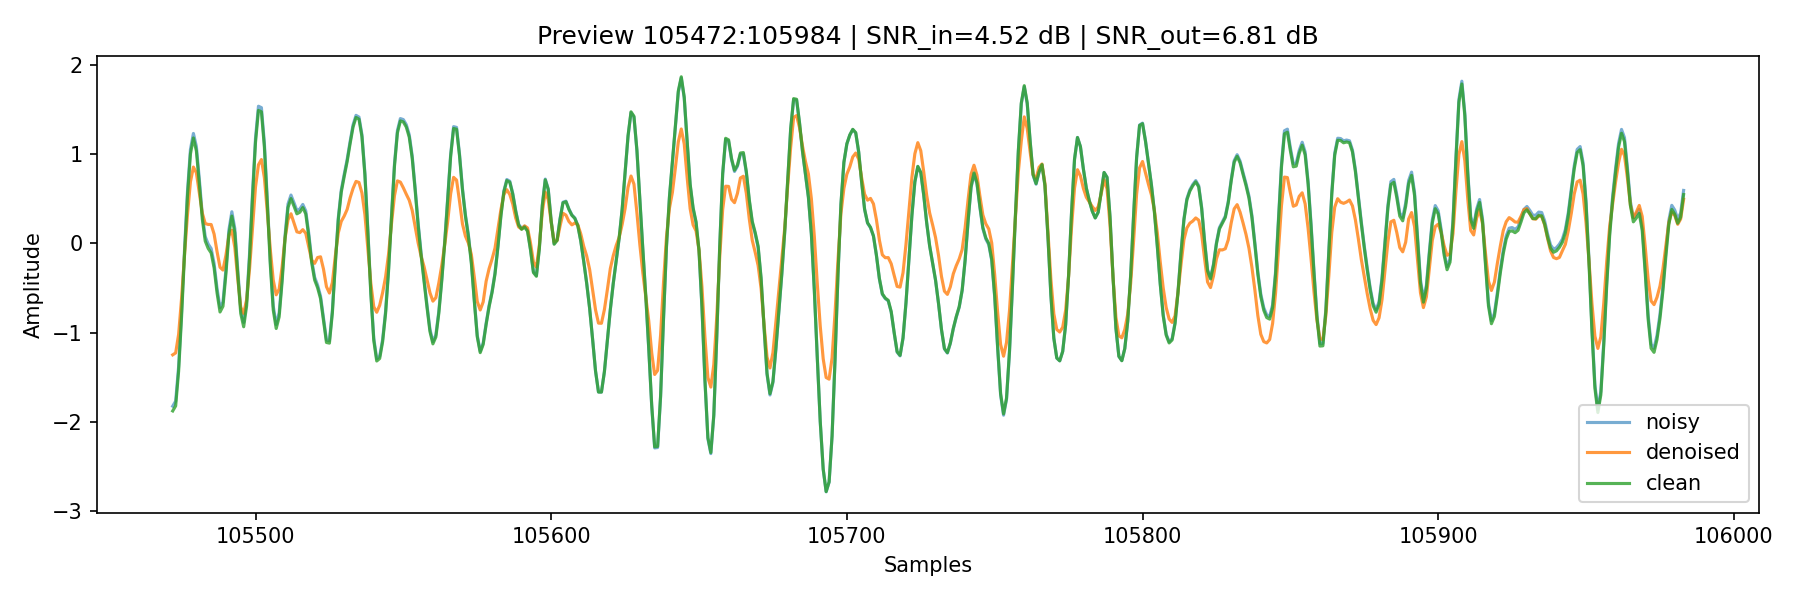 Preview 105472:105984 | SNR_in=4.52 dB | SNR_out=6.81 dB
Amplitude
2
1
0
−1
−2
−3
noisy
denoised
clean
105500
105600
105700
105800
105900
106000
Samples